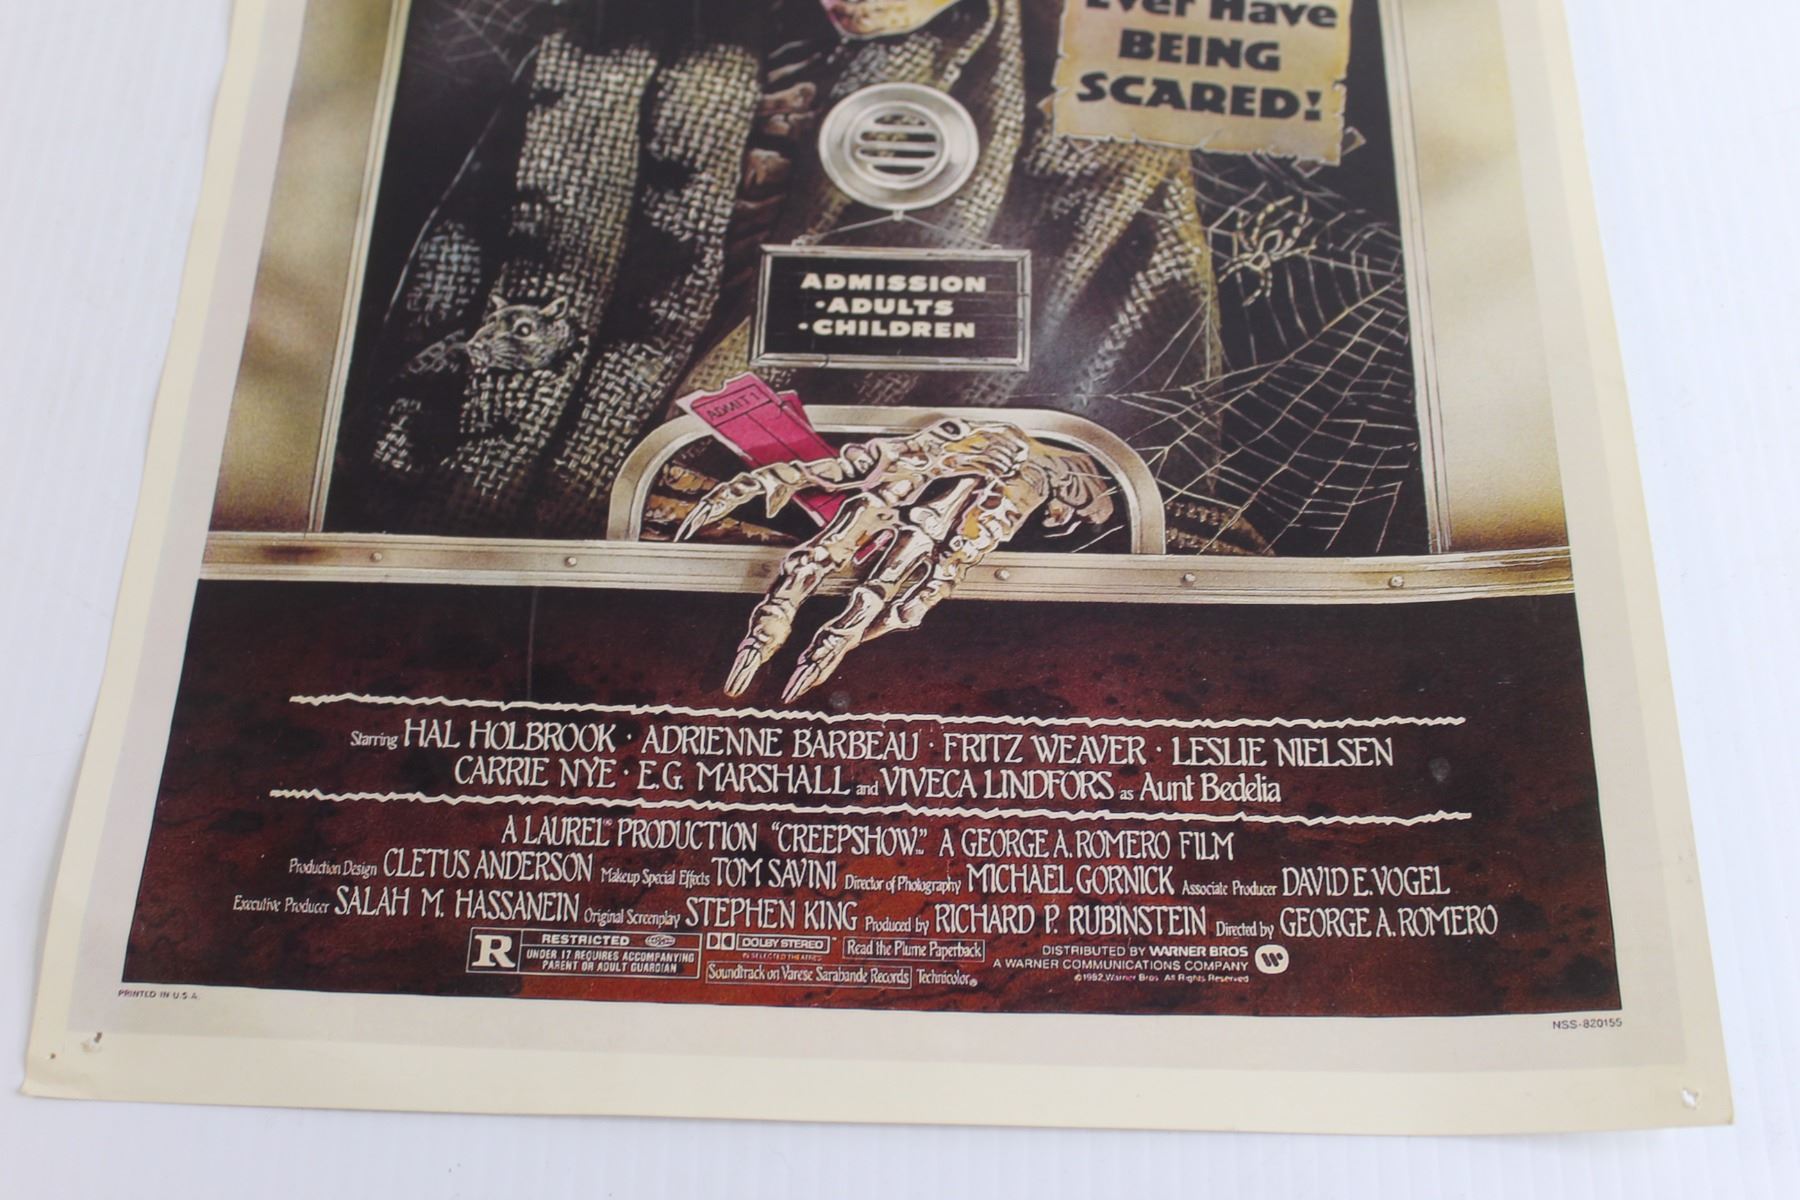 Ever Have
BEING
SCARED!
ADMISSION
•ADULTS
•CHILDREN
ADMIT 1
Starring HAL HOLBROOK • ADRIENNE BARBEAU • FRITZ WEAVER • LESLIE NIELSEN
CARRIE NYE • E.G. MARSHALL and VIVECA LINDFORS as Aunt Bedelia
A LAUREL PRODUCTION "CREEPSHOW" A GEORGE A. ROMERO FILM
Production Design CLETUS ANDERSON Makeup Special Effects TOM SAVINI Director of Photography MICHAEL GORNICK Associate Producer DAVID E. VOGEL
Executive Producer SALAH M. HASSANEIN Original Screenplay STEPHEN KING Produced by RICHARD P. RUBINSTEIN Directed by GEORGE A. ROMERO
R RESTRICTED
UNDER 17 REQUIRES ACCOMPANYING
PARENT OR ADULT GUARDIAN
DOLBY STEREO
IN SELECTED THEATRES
Read the Plume Paperback
Soundtrack on Varese Sarabande Records
Technicolor®
DISTRIBUTED BY WARNER BROS
A WARNER COMMUNICATIONS COMPANY
©1982 Warner Bros. All Rights Reserved
PRINTED IN U.S.A.
NSS-820155